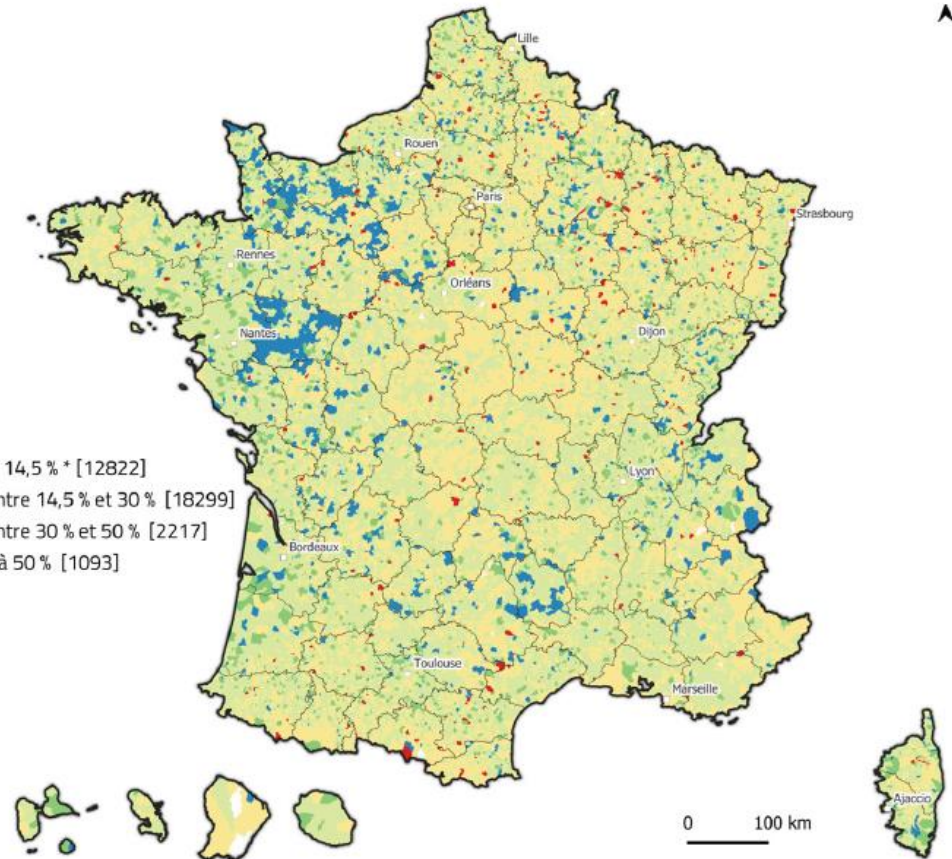 Lille
Rouen
Paris
Strasbourg
Rennes
Orléans
Nantes
Dijon
14,5 % * [12822]
ntre 14,5 % et 30 % [18299]
ntre 30 % et 50 % [2217]
à 50 % [1093]
Lyon
Bordeaux
Toulouse
Marseille
Ajaccio
0 100 km